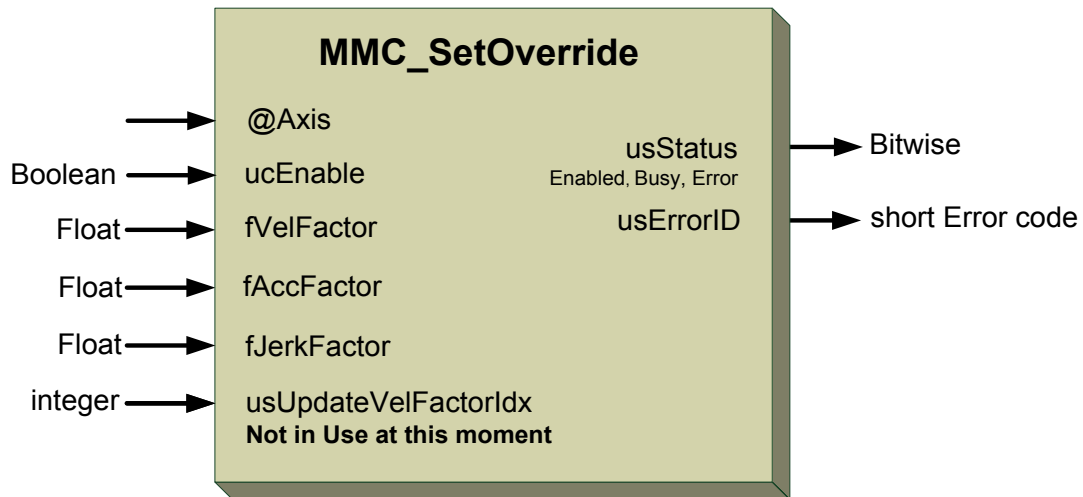 MMC_SetOverride
@Axis
Boolean
ucEnable
Float
fVelFactor
Float
fAccFactor
Float
fJerkFactor
integer
usUpdateVelFactorIdx
Not in Use at this moment
usStatus
Enabled, Busy, Error
Bitwise
usErrorID
short Error code